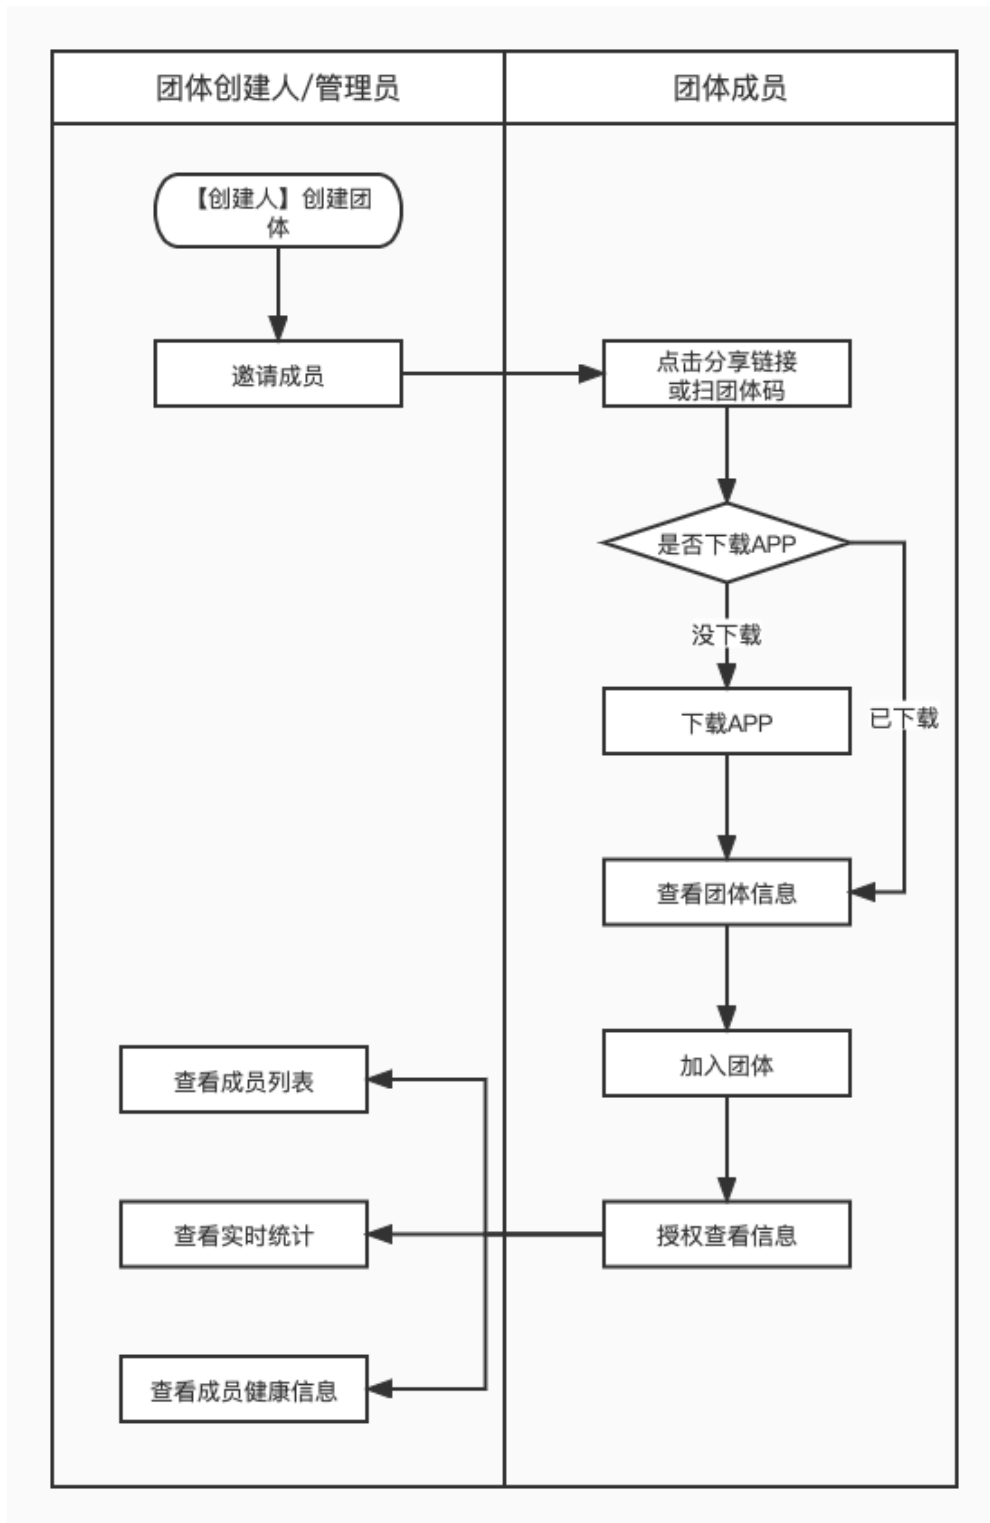 团体创建人/管理员
团体成员
【创建人】创建团
体
邀请成员
点击分享链接
或扫团体码
是否下载APP
没下载
下载APP
已下载
查看团体信息
加入团体
查看成员列表
查看实时统计
授权查看信息
查看成员健康信息